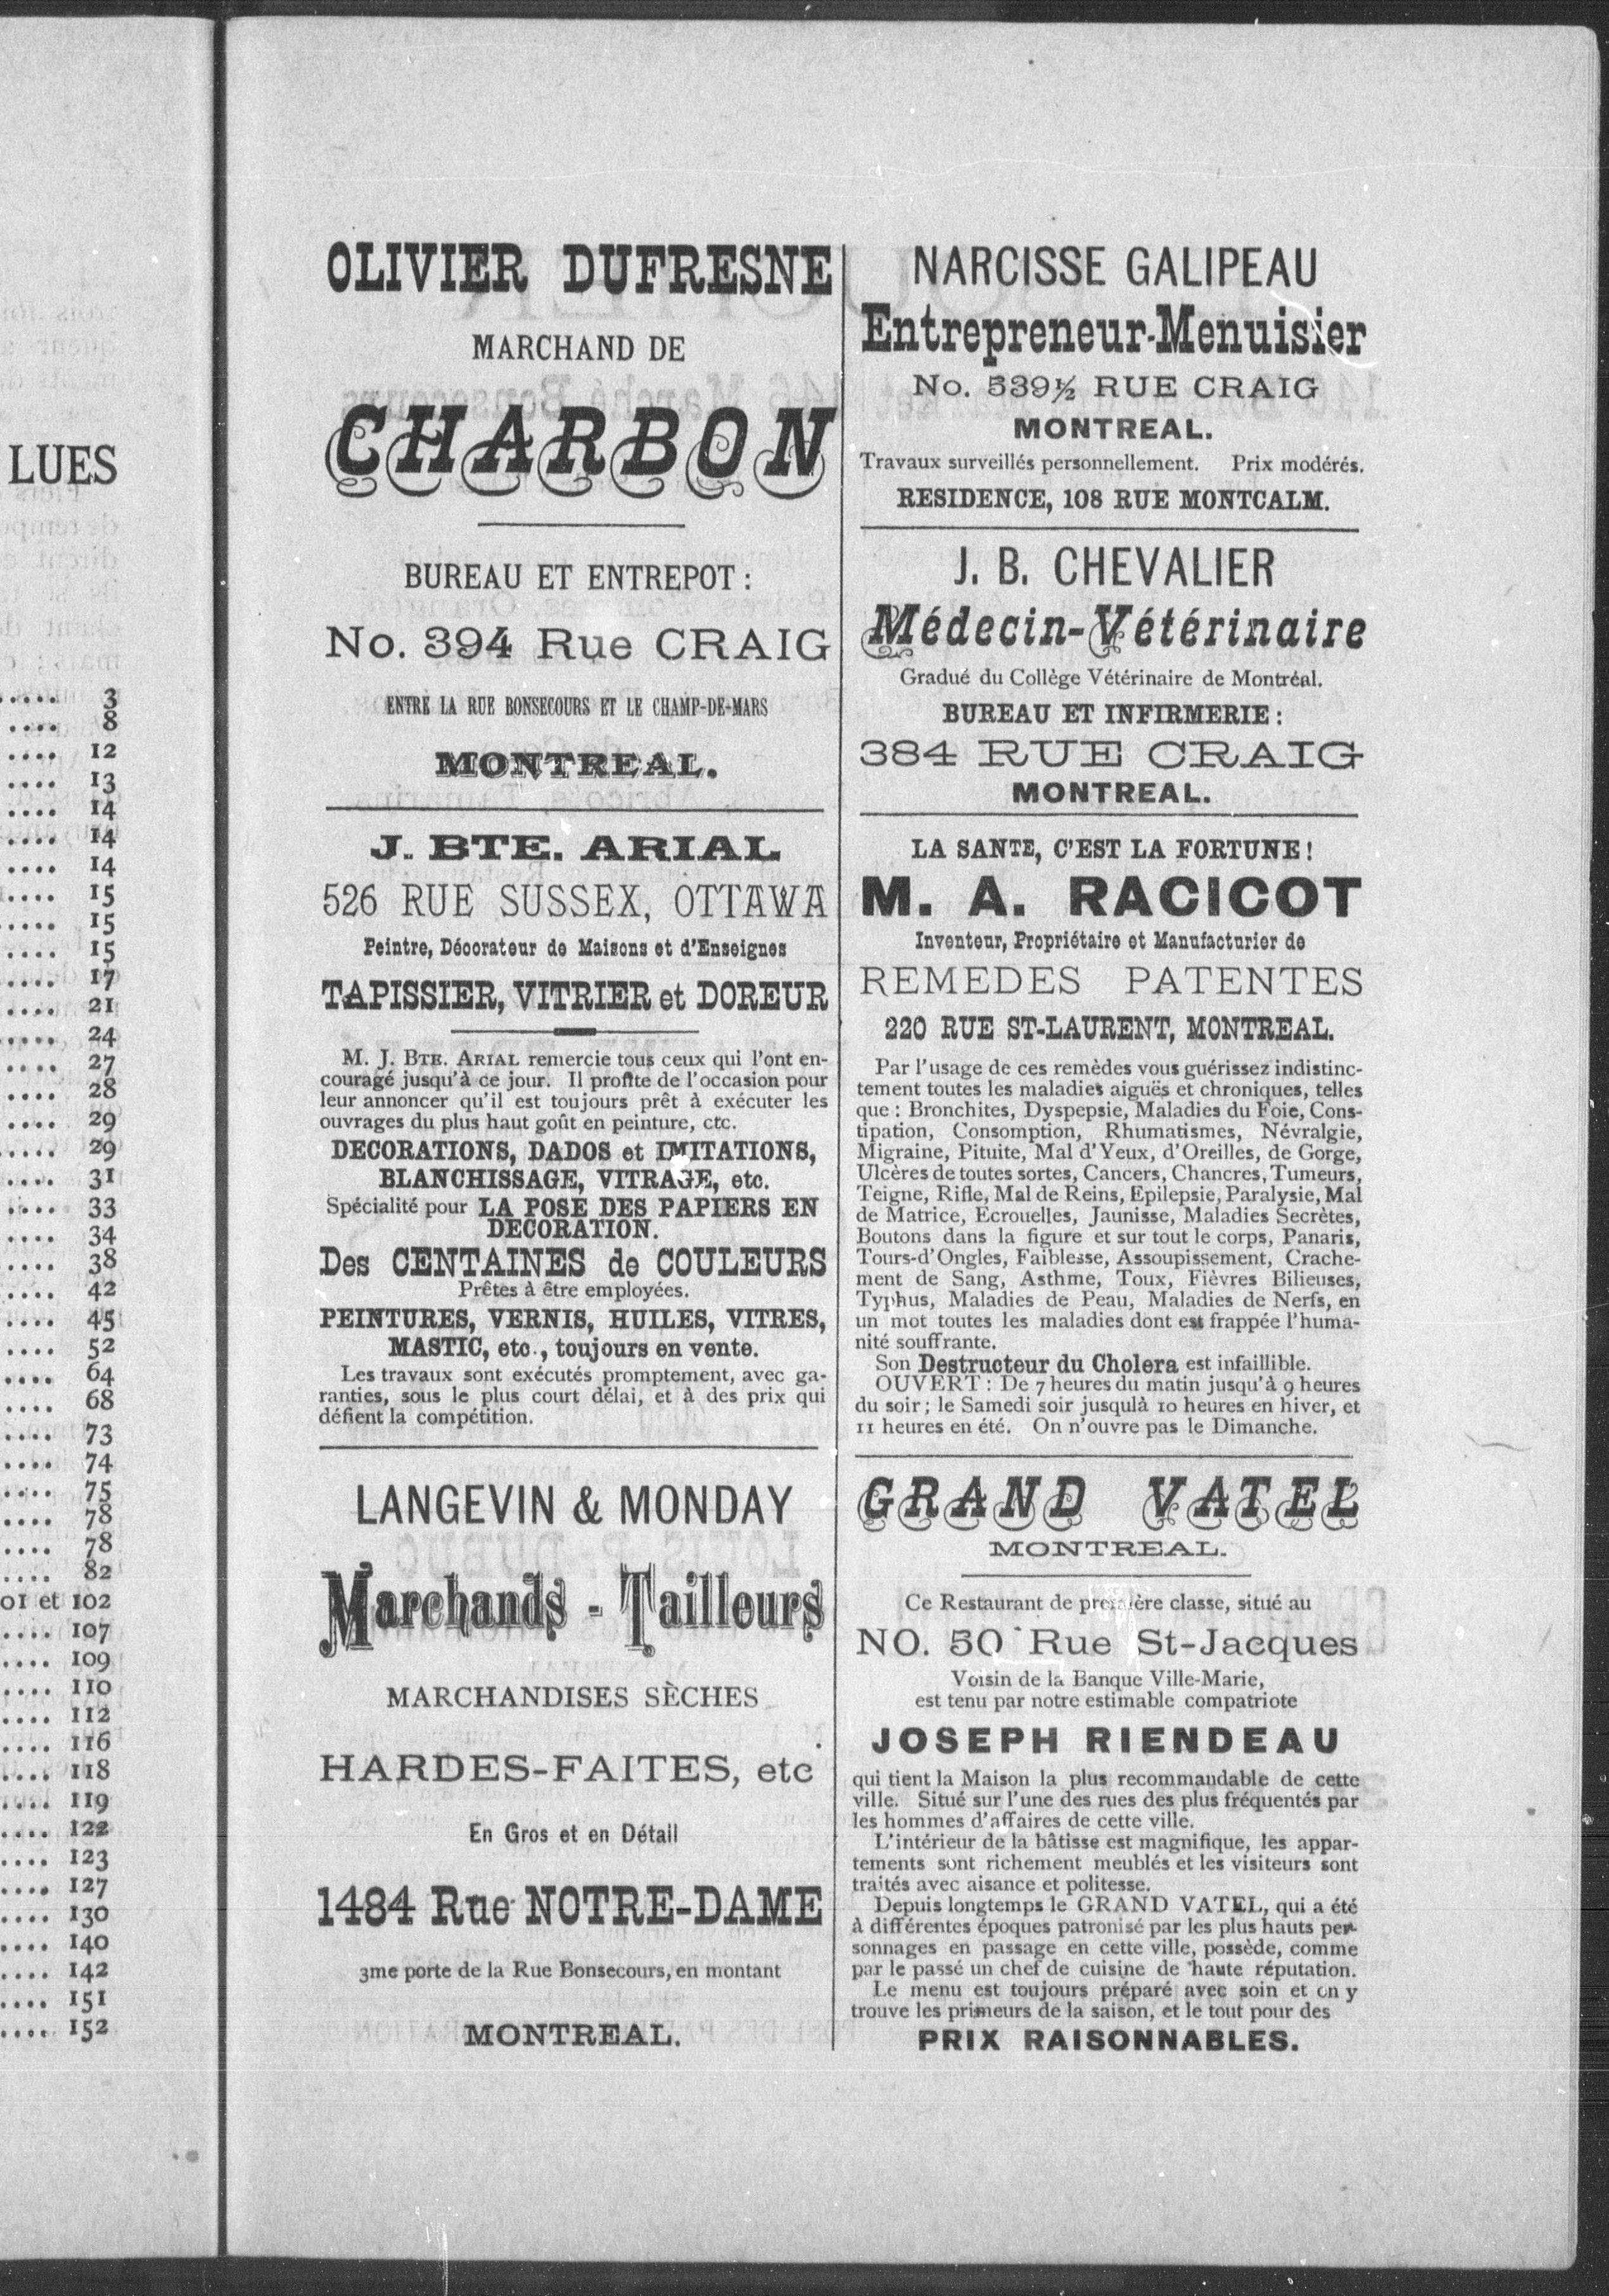 LUES
..... 3
.... 8
.... 12
.... 13
.... 14
.... 14
.... 14
.... 15
..... 15
.... 15
.... 17
.... 21
..... 24
.... 27
.... 28
.... 29
..... 29
.... 31
.... 33
.... 34
.... 38
.... 42
.... 45
.... 52
.... 64
.... 68
.... 73
.... 74
.... 75
.... 78
.... 78
.... 82
01 et 102
.... 107
.... 109
.... 110
.... 112
.... 116
.... 118
.... 119
.... 122
.... 123
.... 127
.... 130
.... 140
.... 142
.... 151
.... 152
OLIVIER DUFRESNE
MARCHAND DE
CHARBON
BUREAU ET ENTREPOT :
No. 394 Rue CRAIG
ENTRE LA RUE BONSECOURS ET LE CHAMP-DE-MARS
MONTREAL.
J. BTE. ARIAL
526 RUE SUSSEX, OTTAWA
Peintre, Décorateur de Maisons et d'Enseignes
TAPISSIER, VITRIER et DOREUR
M. J. BTE. ARIAL remercie tous ceux qui l'ont en-
couragé jusqu'à ce jour. Il profite de l'occasion pour
leur annoncer qu'il est toujours prêt à exécuter les
ouvrages du plus haut goût en peinture, etc.
DECORATIONS, DADOS et IMITATIONS,
BLANCHISSAGE, VITRAGE, etc.
Spécialité pour LA POSE DES PAPIERS EN
DECORATION.
Des CENTAINES de COULEURS
Prêtes à être employées.
PEINTURES, VERNIS, HUILES, VITRES,
MASTIC, etc., toujours en vente.
Les travaux sont exécutés promptement, avec ga-
ranties, sous le plus court délai, et à des prix qui
défient la compétition.
LANGEVIN & MONDAY
Marchands - Tailleurs
MARCHANDISES SÈCHES
HARDES-FAITES, etc
En Gros et en Détail
1484 Rue NOTRE-DAME
3me porte de la Rue Bonsecours, en montant
MONTREAL.
NARCISSE GALIPEAU
Entrepreneur-Menuisier
No. 539½ RUE CRAIG
MONTREAL.
Travaux surveillés personnellement. Prix modérés.
RESIDENCE, 108 RUE MONTCALM.
J. B. CHEVALIER
Médecin-Vétérinaire
Gradué du Collège Vétérinaire de Montréal.
BUREAU ET INFIRMERIE :
384 RUE CRAIG
MONTREAL.
LA SANTE, C'EST LA FORTUNE !
M. A. RACICOT
Inventeur, Propriétaire et Manufacturier de
REMEDES PATENTES
220 RUE ST-LAURENT, MONTREAL.
Par l'usage de ces remèdes vous guérissez indistinc-
tement toutes les maladies aiguës et chroniques, telles
que : Bronchites, Dyspepsie, Maladies du Foie, Cons-
tipation, Consomption, Rhumatismes, Névralgie,
Migraine, Pituite, Mal d'Yeux, d'Oreilles, de Gorge,
Ulcères de toutes sortes, Cancers, Chancres, Tumeurs,
Teigne, Rifle, Mal de Reins, Epilepsie, Paralysie, Mal
de Matrice, Ecrouelles, Jaunisse, Maladies Secrètes,
Boutons dans la figure et sur tout le corps, Panaris,
Tours-d'Ongles, Faiblesse, Assoupissement, Crache-
ment de Sang, Asthme, Toux, Fièvres Bilieuses,
Typhus, Maladies de Peau, Maladies de Nerfs, en
un mot toutes les maladies dont est frappée l'huma-
nité souffrante.
Son Destructeur du Cholera est infaillible.
OUVERT : De 7 heures du matin jusqu'à 9 heures
du soir ; le Samedi soir jusqulà 10 heures en hiver, et
11 heures en été. On n'ouvre pas le Dimanche.
GRAND VATEL
MONTREAL.
Ce Restaurant de première classe, situé au
NO. 50 Rue St-Jacques
Voisin de la Banque Ville-Marie,
est tenu par notre estimable compatriote
JOSEPH RIENDEAU
qui tient la Maison la plus recommandable de cette
ville. Situé sur l'une des rues des plus fréquentés par
les hommes d'affaires de cette ville.
L'intérieur de la bâtisse est magnifique, les appar-
tements sont richement meublés et les visiteurs sont
traités avec aisance et politesse.
Depuis longtemps le GRAND VATEL, qui a été
à différentes époques patronisé par les plus hauts per-
sonnages en passage en cette ville, possède, comme
par le passé un chef de cuisine de haute réputation.
Le menu est toujours préparé avec soin et on y
trouve les primeurs de la saison, et le tout pour des
PRIX RAISONNABLES.